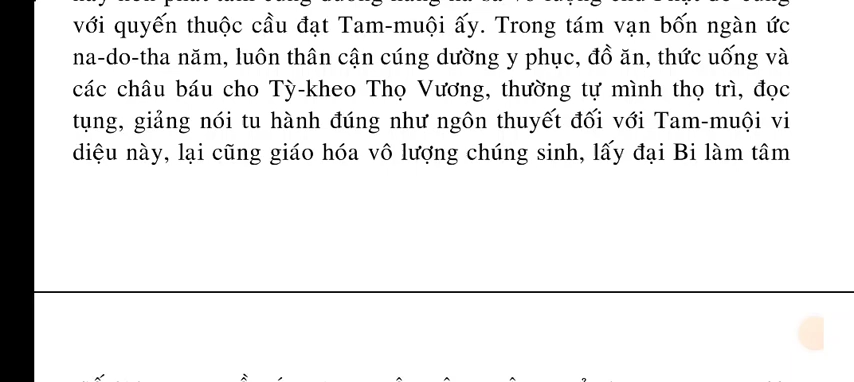 với quyến thuộc cầu đạt Tam-muội ấy. Trong tám vạn bốn ngàn ức
na-do-tha năm, luôn thân cận cúng dường y phục, đồ ăn, thức uống và
các châu báu cho Tỳ-kheo Thọ Vương, thường tự mình thọ trì, đọc
tụng, giảng nói tu hành đúng như ngôn thuyết đối với Tam-muội vi
diệu này, lại cũng giáo hóa vô lượng chúng sinh, lấy đại Bi làm tâm